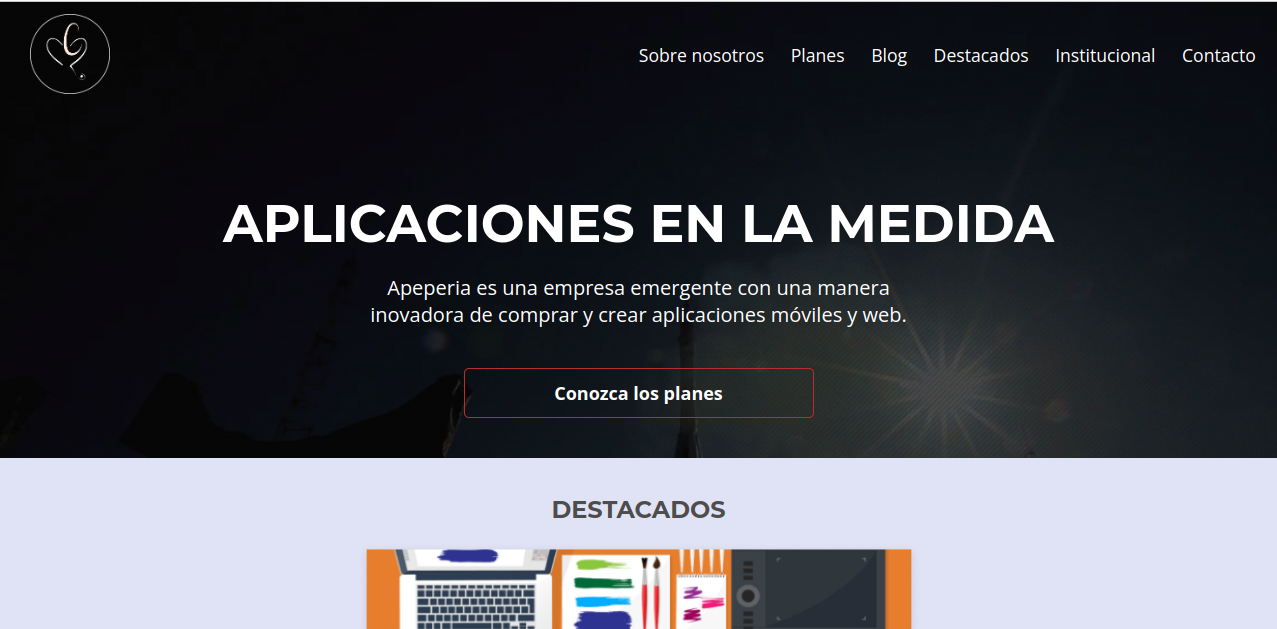 Sobre nosotros Planes Blog Destacados Institucional Contacto
APLICACIONES EN LA MEDIDA
Apeperia es una empresa emergente con una manera
inovadora de comprar y crear aplicaciones móviles y web.
Conozca los planes
DESTACADOS